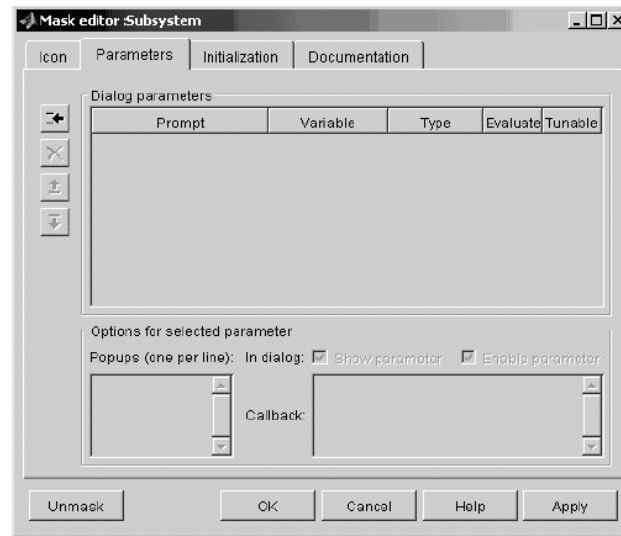 Mask editor :Subsystem
Icon Parameters Initialization Documentation
Dialog parameters
Prompt Variable Type Evaluate Tunable
Options for selected parameter
Popups (one per line): In dialog: Show parameter Enable parameter
Callback:
Unmask OK Cancel Help Apply